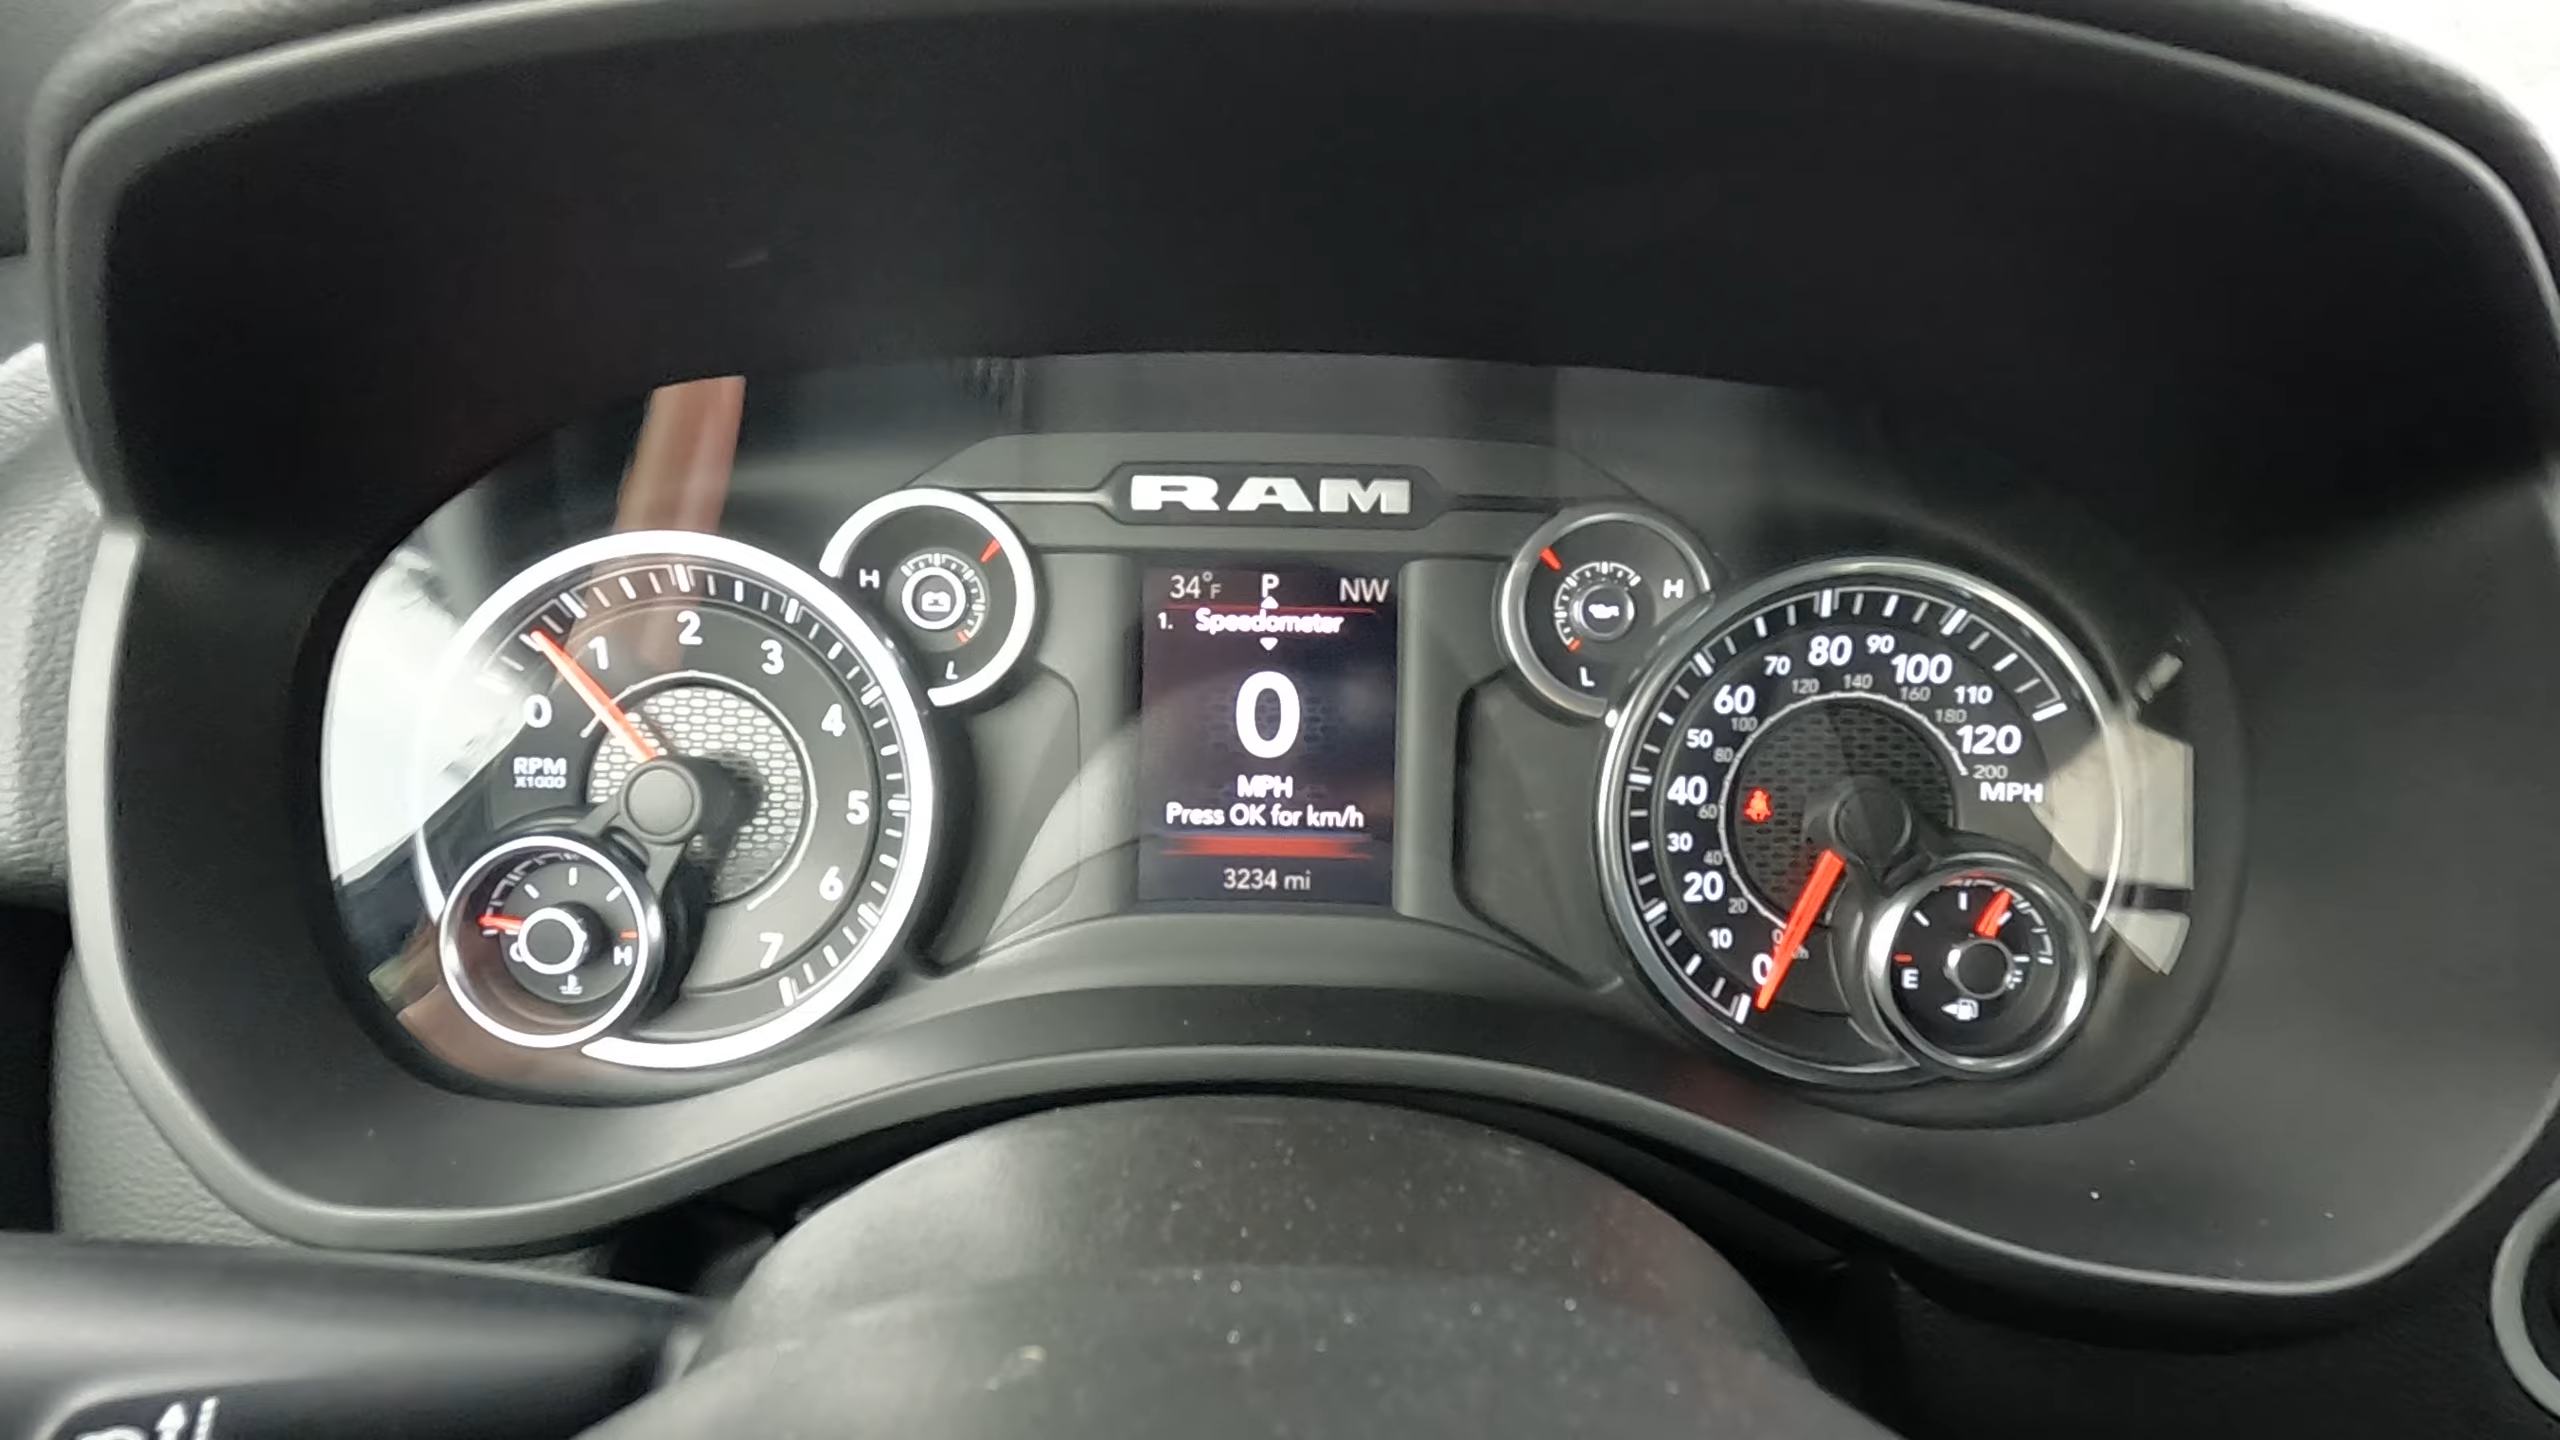 RAM
34°F P NW
1. Speedometer
0
MPH
Press OK for km/h
3234 mi
0 1 2 3 4 5 6 7
RPM
X1000
H
L
H
L
C H
0 10 20 30 40 50 60 70 80 90 100 110 120
MPH
0 20 40 60 80 100 120 140 160 180 200
E